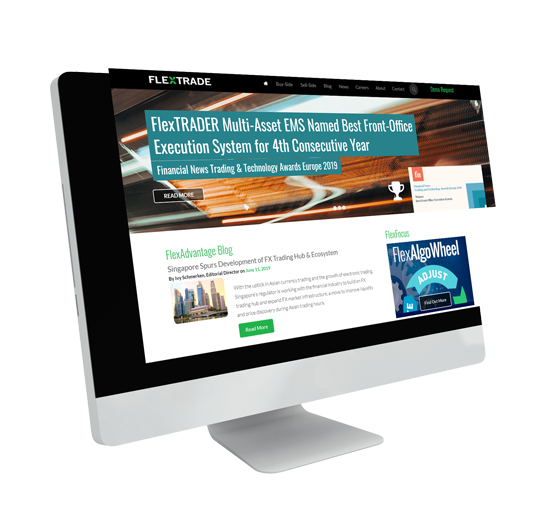 FLEXTRADE
Buy-Side Sell-Side Blog News Careers About Contact Demo Request
FlexTRADER Multi-Asset EMS Named Best Front-Office
Execution System for 4th Consecutive Year
Financial News Trading & Technology Awards Europe 2019
READ MORE
FlexAdvantage Blog
Singapore Spurs Development of FX Trading Hub & Ecosystem
By Ivy Schmerken, Editorial Director on June 13, 2019
With the uptick in Asian currency trading and the growth of electronic trading,
Singapore's regulator is working with the financial industry to build an FX
trading hub and expand FX market infrastructure, a move to improve liquidity
and price discovery during Asian trading hours.
Read More
FlexFocus
FlexAlgoWheel
ADJUST
Find Out More